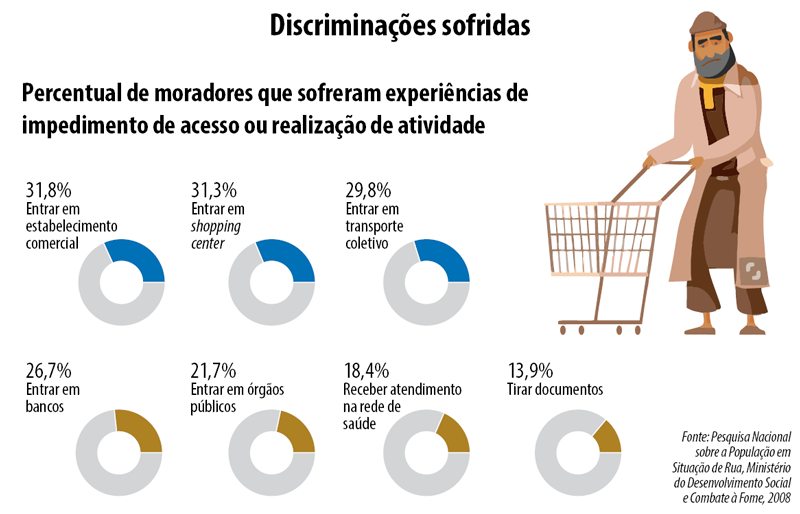 Discriminações sofridas
Percentual de moradores que sofreram experiências de
impedimento de acesso ou realização de atividade
31,8%
Entrar em
estabelecimento
comercial
31,3%
Entrar em
shopping
center
29,8%
Entrar em
transporte
coletivo
26,7%
Entrar em
bancos
21,7%
Entrar em órgãos
públicos
18,4%
Receber atendimento
na rede de
saúde
13,9%
Tirar documentos
Fonte: Pesquisa Nacional
sobre a População em
Situação de Rua, Ministério
do Desenvolvimento Social
e Combate à Fome, 2008